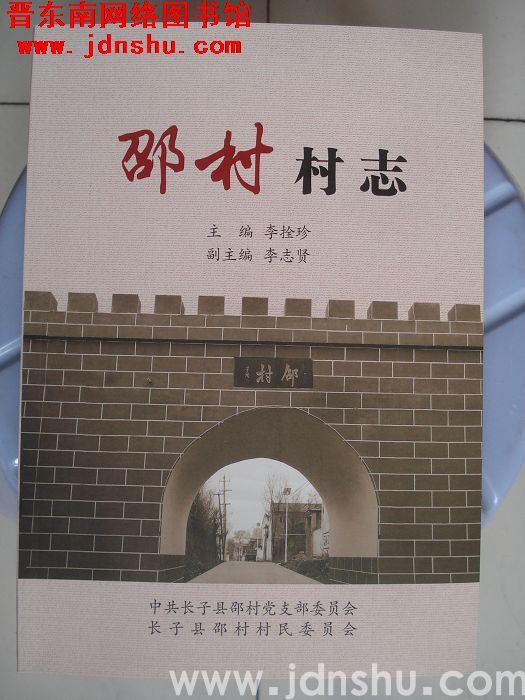 晋东南网络图书馆
www.jdnshu.com
邵村 村志
主 编 李拴珍
副主编 李志贤
邵村
中共长子县邵村党支部委员会
长子县邵村村民委员会
www.jdnshu.com